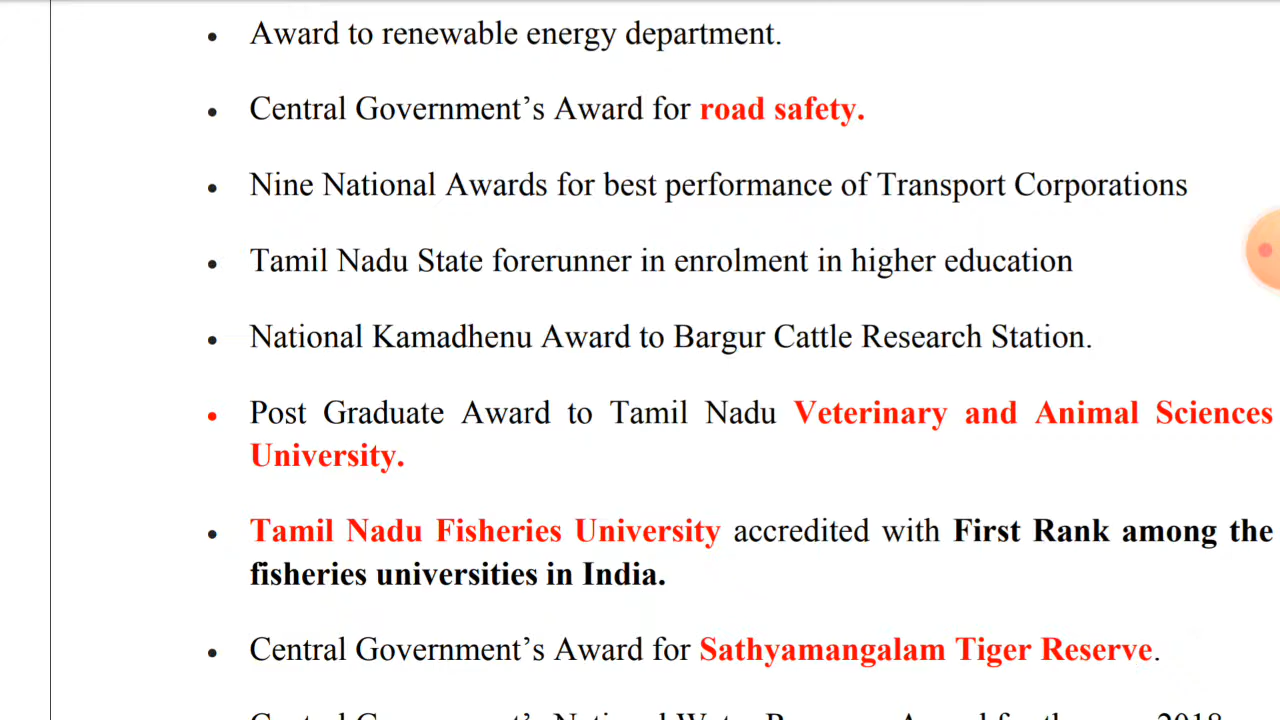 • Award to renewable energy department.
• Central Government’s Award for road safety.
• Nine National Awards for best performance of Transport Corporations
• Tamil Nadu State forerunner in enrolment in higher education
• National Kamadhenu Award to Bargur Cattle Research Station.
• Post Graduate Award to Tamil Nadu Veterinary and Animal Sciences
University.
• Tamil Nadu Fisheries University accredited with First Rank among the
fisheries universities in India.
• Central Government’s Award for Sathyamangalam Tiger Reserve.